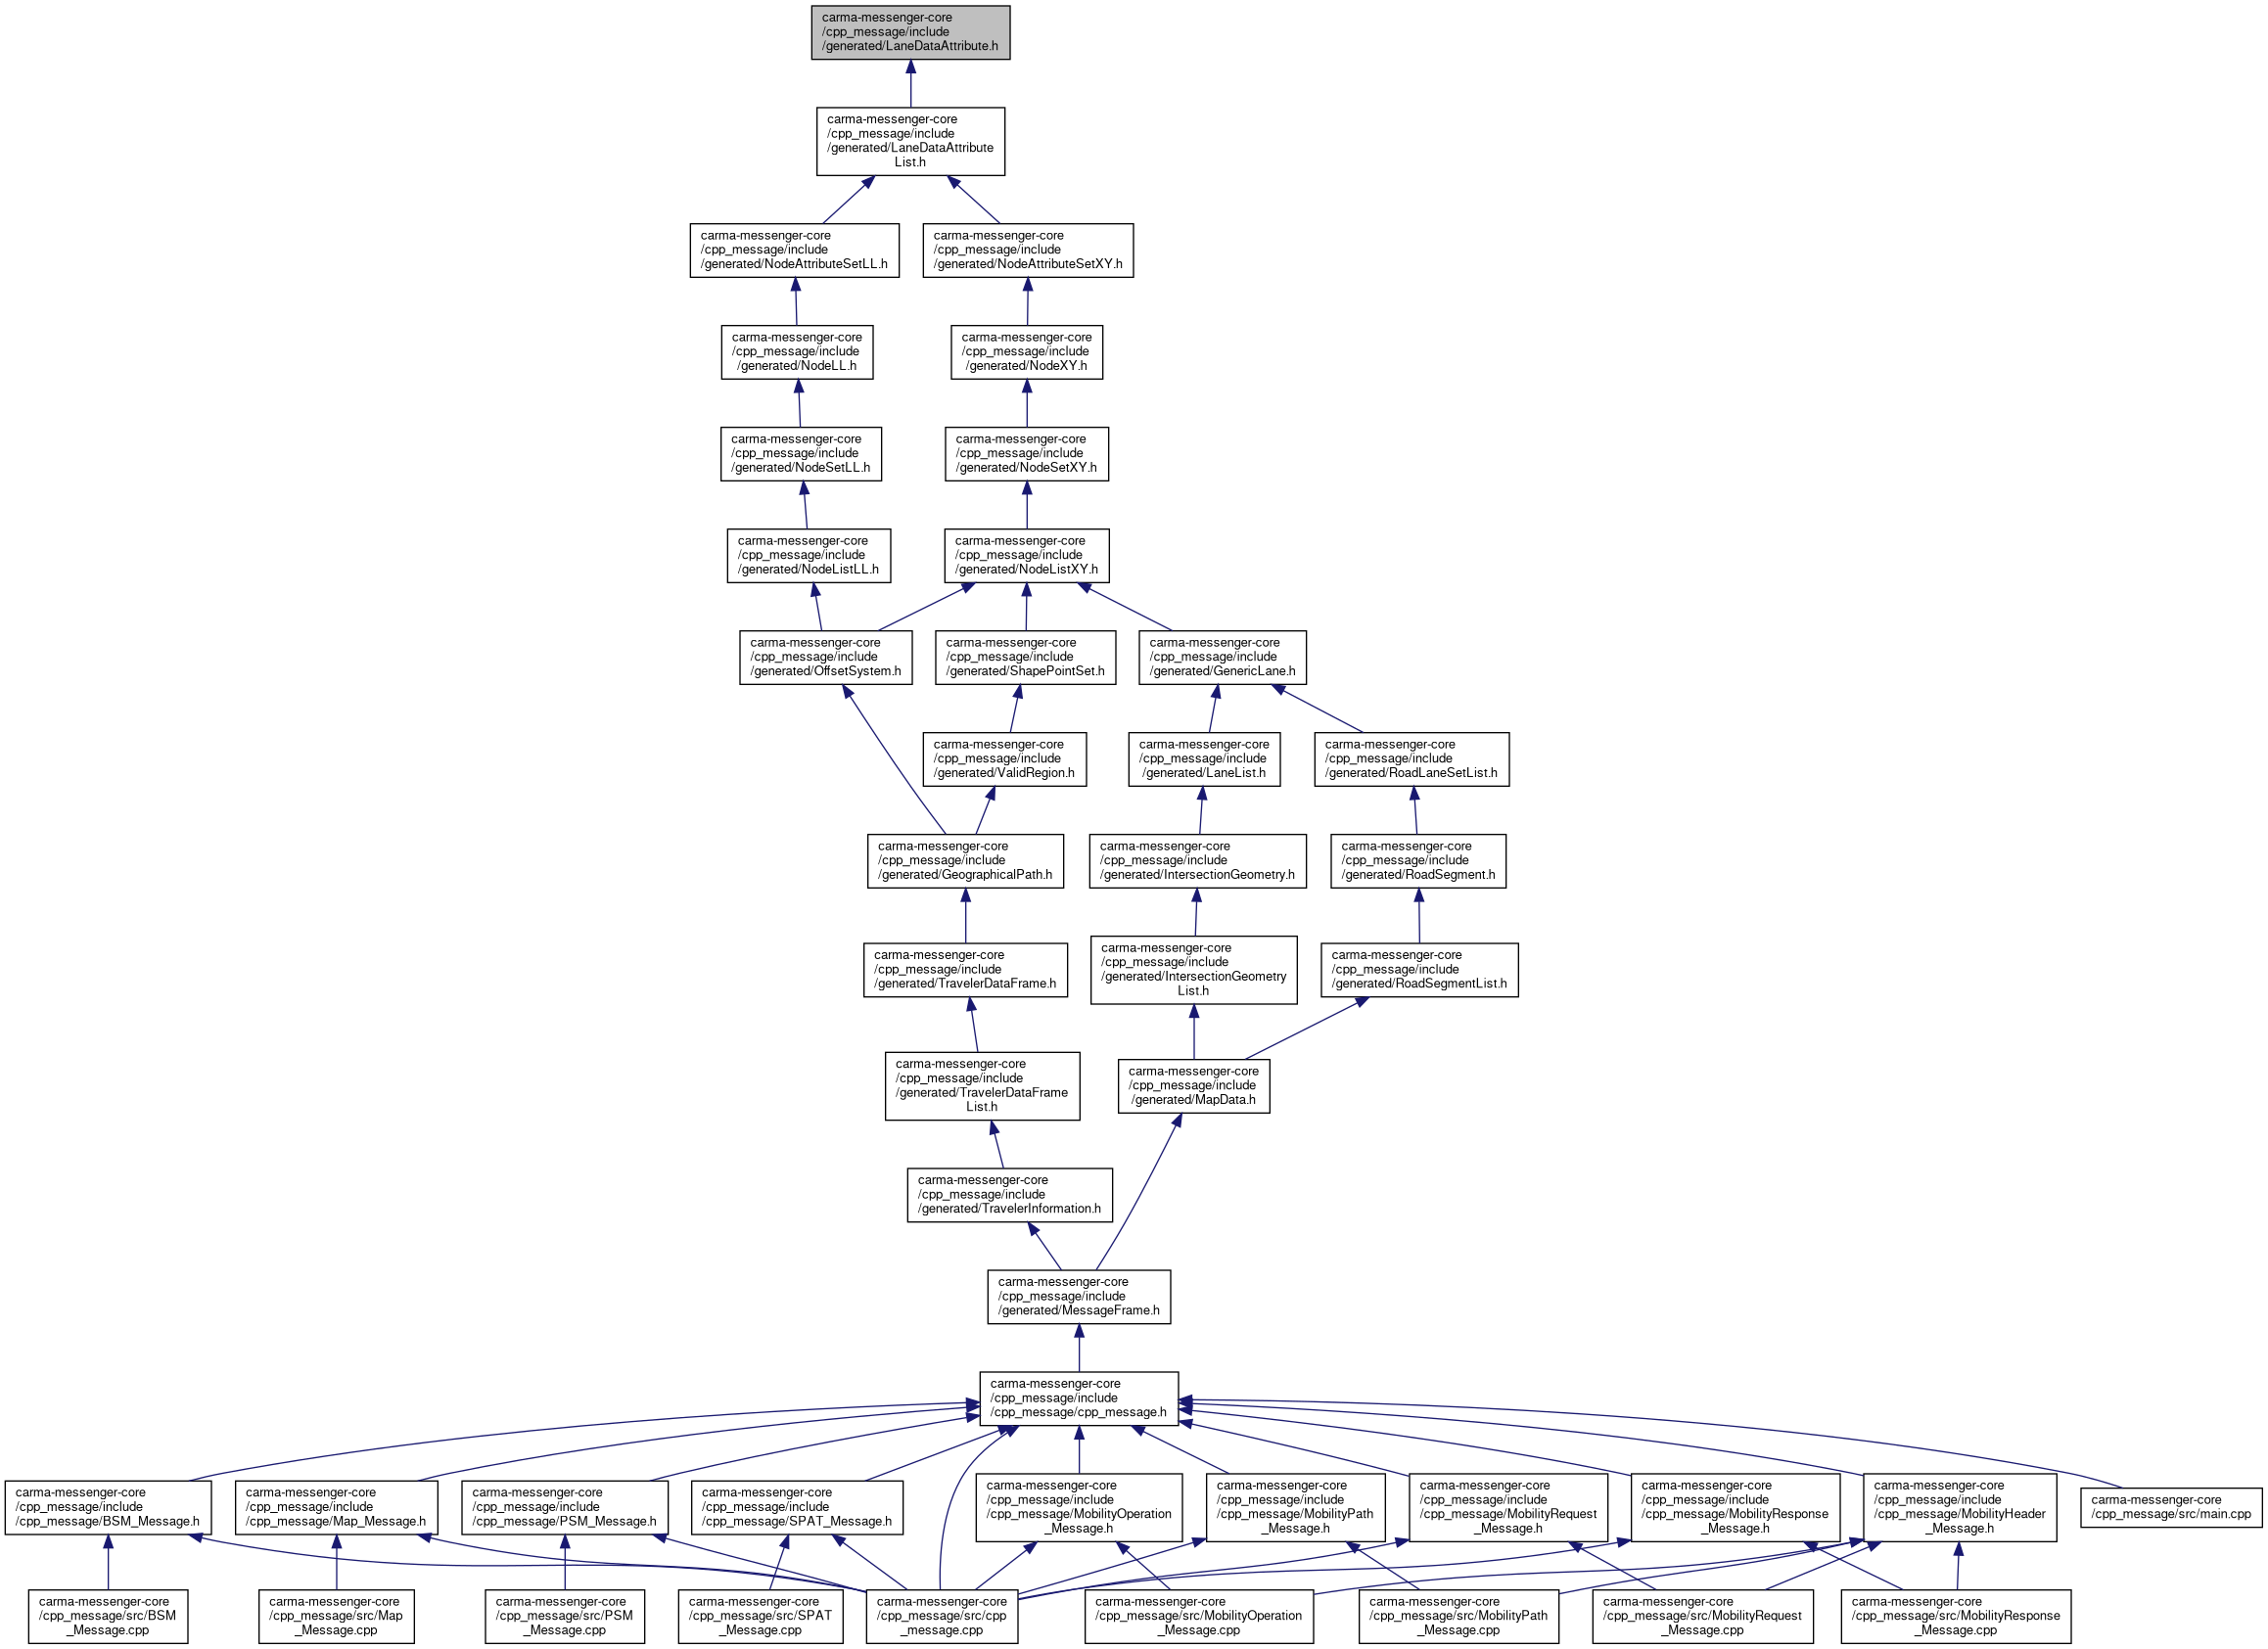 carma-messenger-core
/cpp_message/include
/generated/LaneDataAttribute.h
carma-messenger-core
/cpp_message/include
/generated/LaneDataAttribute
List.h
carma-messenger-core
/cpp_message/include
/generated/NodeAttributeSetLL.h
carma-messenger-core
/cpp_message/include
/generated/NodeAttributeSetXY.h
carma-messenger-core
/cpp_message/include
/generated/NodeLL.h
carma-messenger-core
/cpp_message/include
/generated/NodeXY.h
carma-messenger-core
/cpp_message/include
/generated/NodeSetLL.h
carma-messenger-core
/cpp_message/include
/generated/NodeSetXY.h
carma-messenger-core
/cpp_message/include
/generated/NodeListLL.h
carma-messenger-core
/cpp_message/include
/generated/NodeListXY.h
carma-messenger-core
/cpp_message/include
/generated/OffsetSystem.h
carma-messenger-core
/cpp_message/include
/generated/ShapePointSet.h
carma-messenger-core
/cpp_message/include
/generated/GenericLane.h
carma-messenger-core
/cpp_message/include
/generated/ValidRegion.h
carma-messenger-core
/cpp_message/include
/generated/LaneList.h
carma-messenger-core
/cpp_message/include
/generated/RoadLaneSetList.h
carma-messenger-core
/cpp_message/include
/generated/GeographicalPath.h
carma-messenger-core
/cpp_message/include
/generated/IntersectionGeometry.h
carma-messenger-core
/cpp_message/include
/generated/RoadSegment.h
carma-messenger-core
/cpp_message/include
/generated/TravelerDataFrame.h
carma-messenger-core
/cpp_message/include
/generated/IntersectionGeometry
List.h
carma-messenger-core
/cpp_message/include
/generated/RoadSegmentList.h
carma-messenger-core
/cpp_message/include
/generated/TravelerDataFrame
List.h
carma-messenger-core
/cpp_message/include
/generated/MapData.h
carma-messenger-core
/cpp_message/include
/generated/TravelerInformation.h
carma-messenger-core
/cpp_message/include
/generated/MessageFrame.h
carma-messenger-core
/cpp_message/include
/cpp_message/cpp_message.h
carma-messenger-core
/cpp_message/include
/cpp_message/BSM_Message.h
carma-messenger-core
/cpp_message/include
/cpp_message/Map_Message.h
carma-messenger-core
/cpp_message/include
/cpp_message/PSM_Message.h
carma-messenger-core
/cpp_message/include
/cpp_message/SPAT_Message.h
carma-messenger-core
/cpp_message/include
/cpp_message/MobilityOperation
_Message.h
carma-messenger-core
/cpp_message/include
/cpp_message/MobilityPath
_Message.h
carma-messenger-core
/cpp_message/include
/cpp_message/MobilityRequest
_Message.h
carma-messenger-core
/cpp_message/include
/cpp_message/MobilityResponse
_Message.h
carma-messenger-core
/cpp_message/include
/cpp_message/MobilityHeader
_Message.h
carma-messenger-core
/cpp_message/src/main.cpp
carma-messenger-core
/cpp_message/src/BSM
_Message.cpp
carma-messenger-core
/cpp_message/src/Map
_Message.cpp
carma-messenger-core
/cpp_message/src/PSM
_Message.cpp
carma-messenger-core
/cpp_message/src/SPAT
_Message.cpp
carma-messenger-core
/cpp_message/src/cpp
_message.cpp
carma-messenger-core
/cpp_message/src/MobilityOperation
_Message.cpp
carma-messenger-core
/cpp_message/src/MobilityPath
_Message.cpp
carma-messenger-core
/cpp_message/src/MobilityRequest
_Message.cpp
carma-messenger-core
/cpp_message/src/MobilityResponse
_Message.cpp